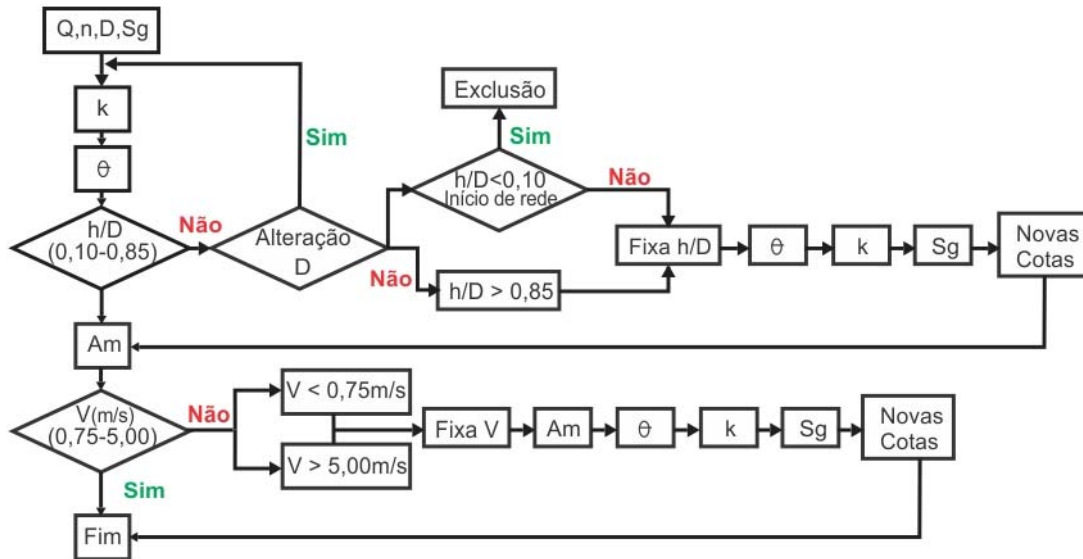 Q,n,D,Sg
k
θ
h/D
(0,10-0,85)
Não
Alteração
D
Sim
Não
Exclusão
Sim
h/D<0,10
Início de rede
Não
h/D > 0,85
Fixa h/D
θ
k
Sg
Novas
Cotas
Am
V(m/s)
(0,75-5,00)
Não
Sim
V < 0,75m/s
V > 5,00m/s
Fixa V
Am
θ
k
Sg
Novas
Cotas
Fim